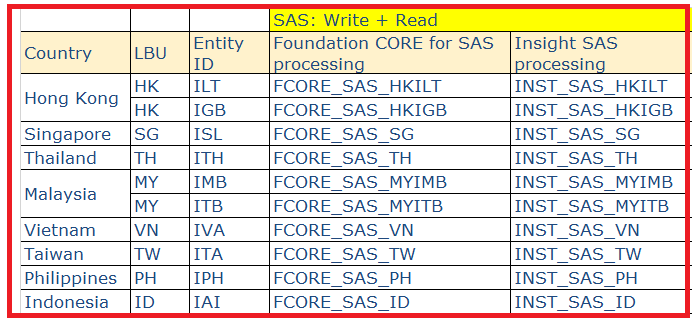 SAS: Write + Read
Country LBU Entity ID Foundation CORE for SAS processing Insight SAS processing
Hong Kong HK ILT FCORE_SAS_HKILT INST_SAS_HKILT
HK IGB FCORE_SAS_HKIGB INST_SAS_HKIGB
Singapore SG ISL FCORE_SAS_SG INST_SAS_SG
Thailand TH ITH FCORE_SAS_TH INST_SAS_TH
Malaysia MY IMB FCORE_SAS_MYIMB INST_SAS_MYIMB
MY ITB FCORE_SAS_MYITB INST_SAS_MYITB
Vietnam VN IVA FCORE_SAS_VN INST_SAS_VN
Taiwan TW ITA FCORE_SAS_TW INST_SAS_TW
Philippines PH IPH FCORE_SAS_PH INST_SAS_PH
Indonesia ID IAI FCORE_SAS_ID INST_SAS_ID